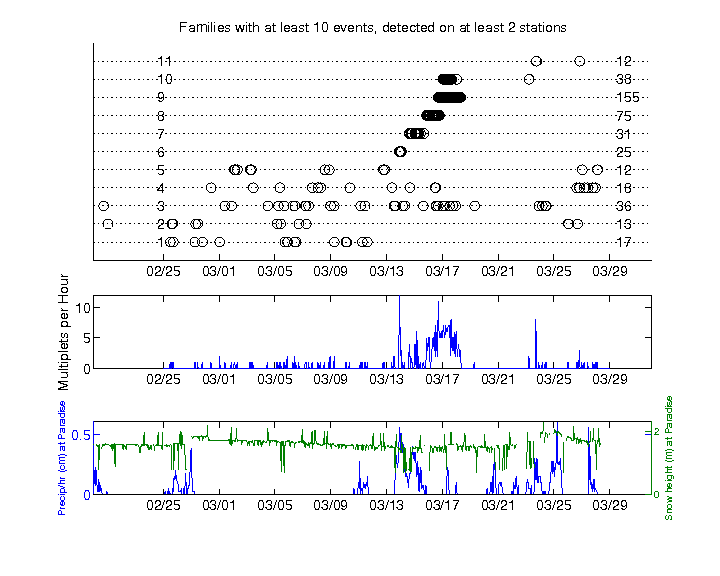 Families with at least 10 events, detected on at least 2 stations
11 12
10 38
9 155
8 75
7 31
6 25
5 12
4 18
3 36
2 13
1 17
02/25 03/01 03/05 03/09 03/13 03/17 03/21 03/25 03/29
Multiplets per Hour
10
5
0
02/25 03/01 03/05 03/09 03/13 03/17 03/21 03/25 03/29
Precip/hr (cm) at Paradise
0.5 2
0 0
Snow height (m) at Paradise
02/25 03/01 03/05 03/09 03/13 03/17 03/21 03/25 03/29